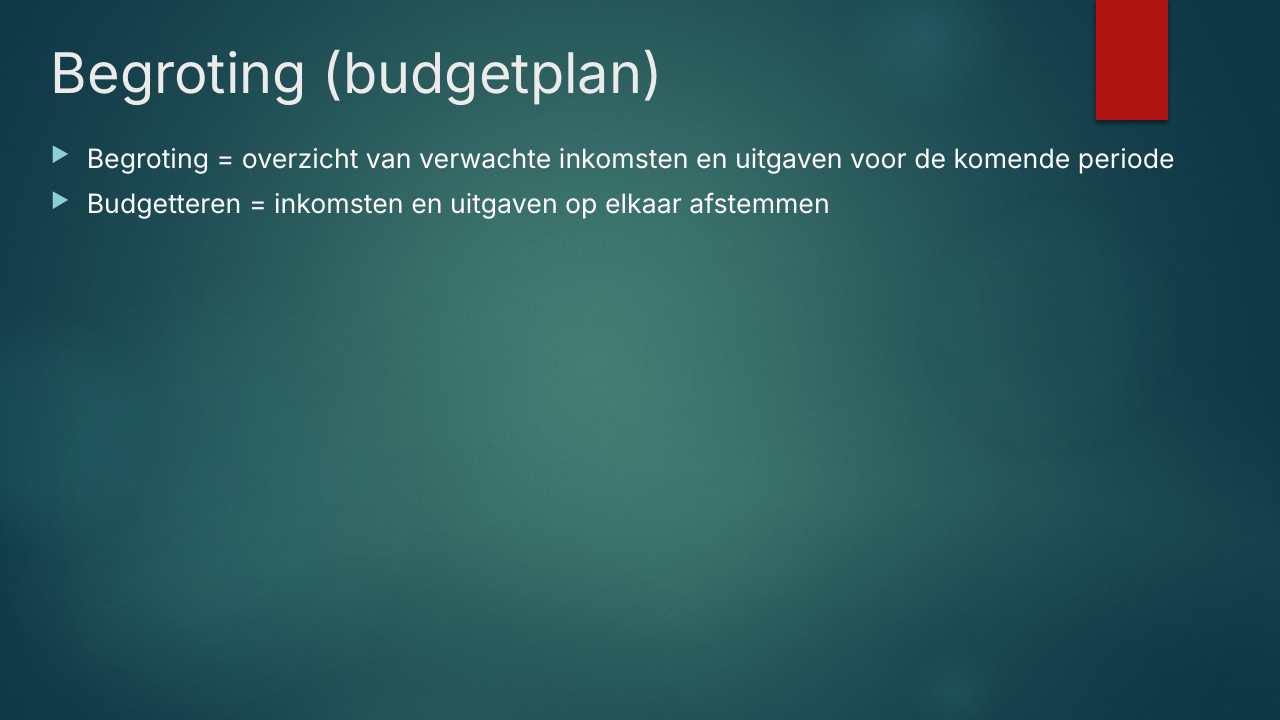 Begroting (budgetplan)
Begroting = overzicht van verwachte inkomsten en uitgaven voor de komende periode
Budgetteren = inkomsten en uitgaven op elkaar afstemmen